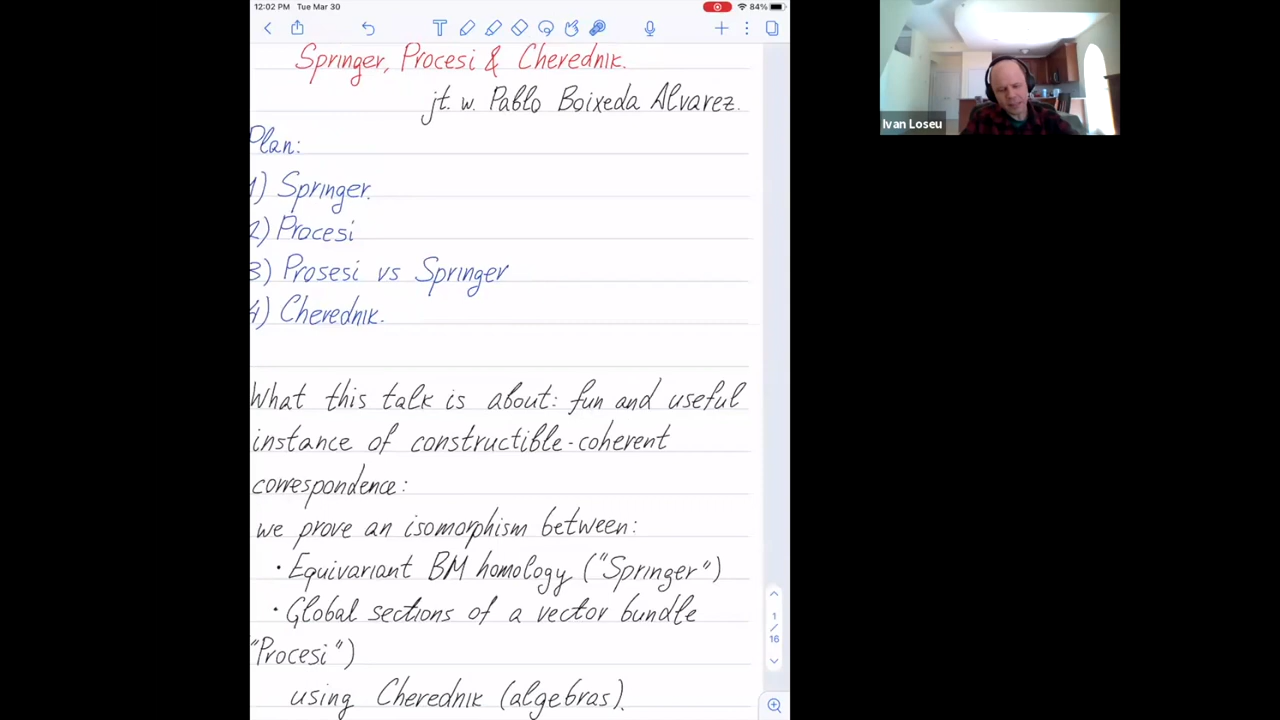 12:02 PM Tue Mar 30
84%
Springer, Procesi & Cherednik.
jt. w. Pablo Boixeda Alvarez.
Plan:
1) Springer.
2) Procesi
3) Prosesi vs Springer
4) Cherednik.
What this talk is about: fun and useful
instance of constructible-coherent
correspondence:
we prove an isomorphism between:
· Equivariant BM homology ("Springer")
· Global sections of a vector bundle
"Procesi")
using Cherednik (algebras).
1
/
16
Ivan Loseu